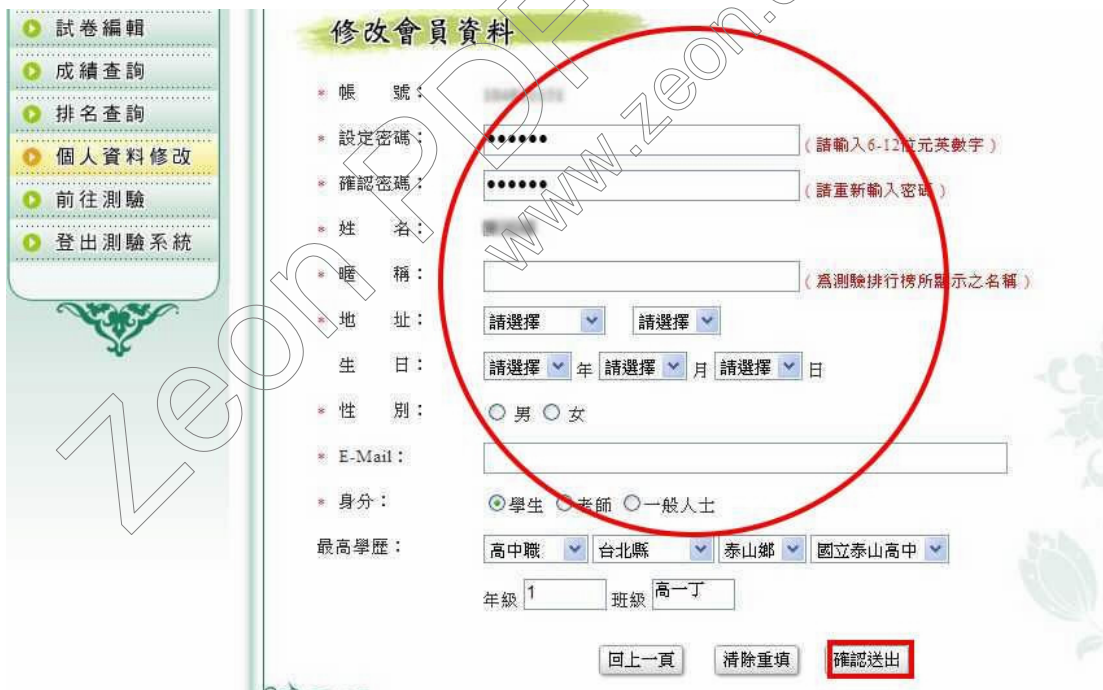 試卷編輯
成績查詢
排名查詢
個人資料修改
前往測驗
登出測驗系統
修改會員資料
* 帳 號：
* 設定密碼： ●●●●●● (請輸入6-12位元英數字)
* 確認密碼： ●●●●●● (請重新輸入密碼)
* 姓 名：
* 暱 稱： (為測驗排行榜所顯示之名稱)
* 地 址： 請選擇 請選擇
生 日： 請選擇 年 請選擇 月 請選擇 日
* 性 別： 男 女
* E-Mail：
* 身分： 學生 老師 一般人士
最高學歷： 高中職 台北縣 泰山鄉 國立泰山高中
年級 1 班級 高一丁
回上一頁 清除重填 確認送出
Zeon PDF
www.zeon.